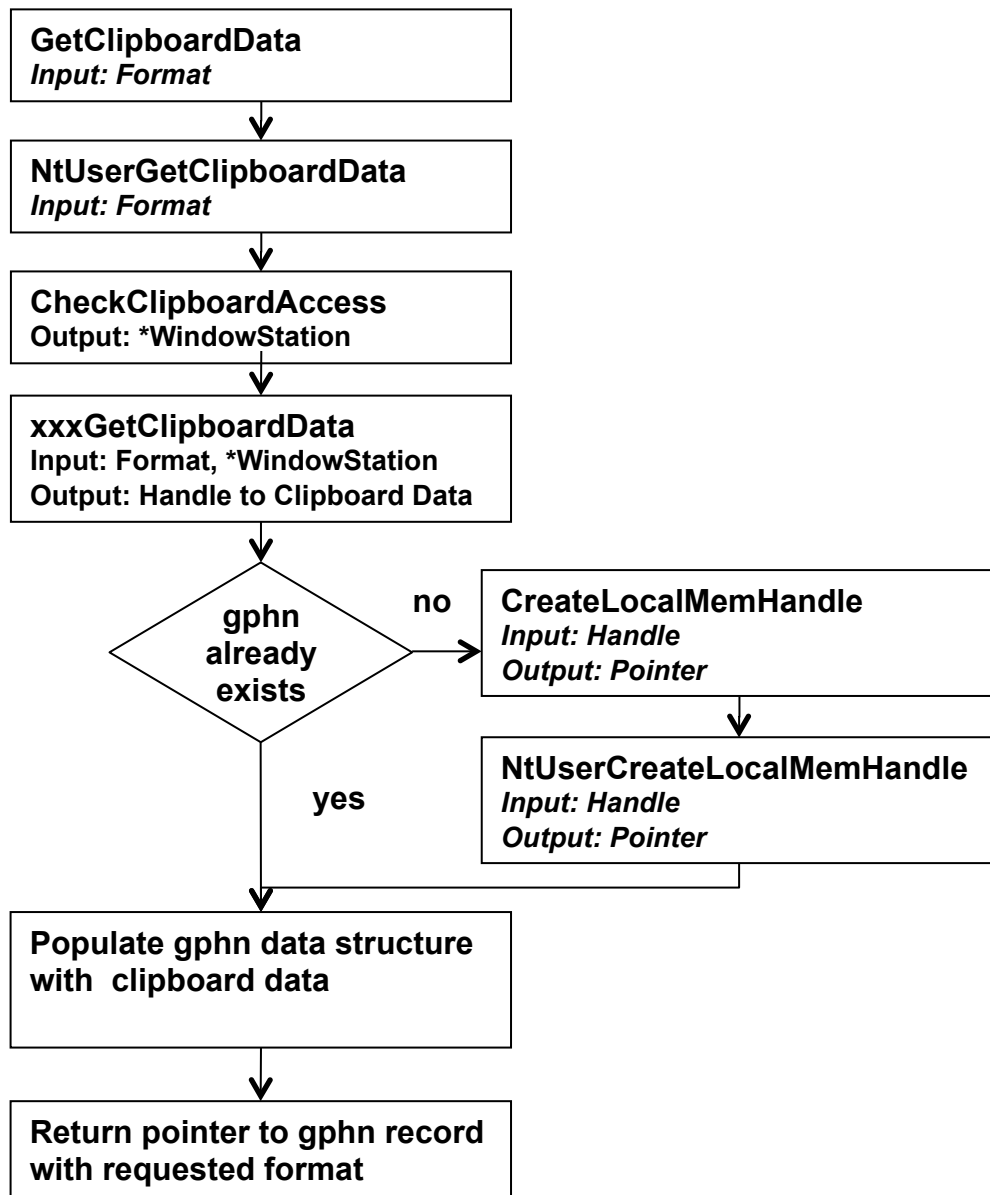 GetClipboardData
Input: Format
NtUserGetClipboardData
Input: Format
CheckClipboardAccess
Output: *WindowStation
xxxGetClipboardData
Input: Format, *WindowStation
Output: Handle to Clipboard Data
gphn
already
exists
no
CreateLocalMemHandle
Input: Handle
Output: Pointer
NtUserCreateLocalMemHandle
Input: Handle
Output: Pointer
yes
Populate gphn data structure
with  clipboard data
Return pointer to gphn record
with requested format